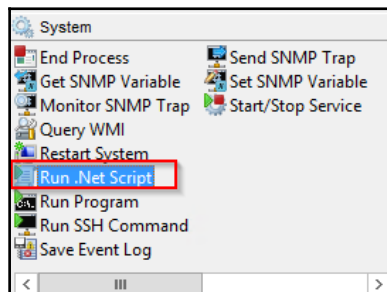 System
End Process
Get SNMP Variable
Monitor SNMP Trap
Query WMI
Restart System
Run .Net Script
Run Program
Run SSH Command
Save Event Log
Send SNMP Trap
Set SNMP Variable
Start/Stop Service